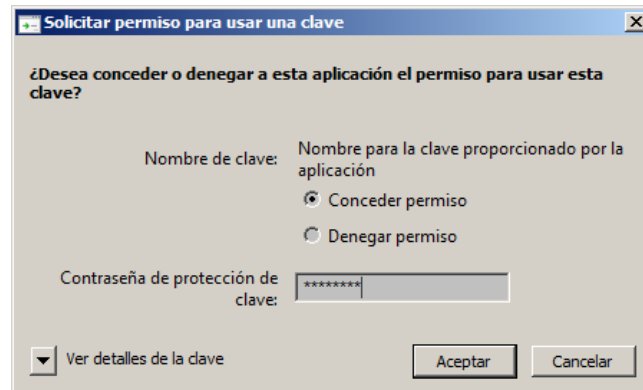 Solicitar permiso para usar una clave
¿Desea conceder o denegar a esta aplicación el permiso para usar esta
clave?
Nombre de clave:
Nombre para la clave proporcionado por la
aplicación
Conceder permiso
Denegar permiso
Contraseña de protección de
clave:
********
Ver detalles de la clave
Aceptar
Cancelar